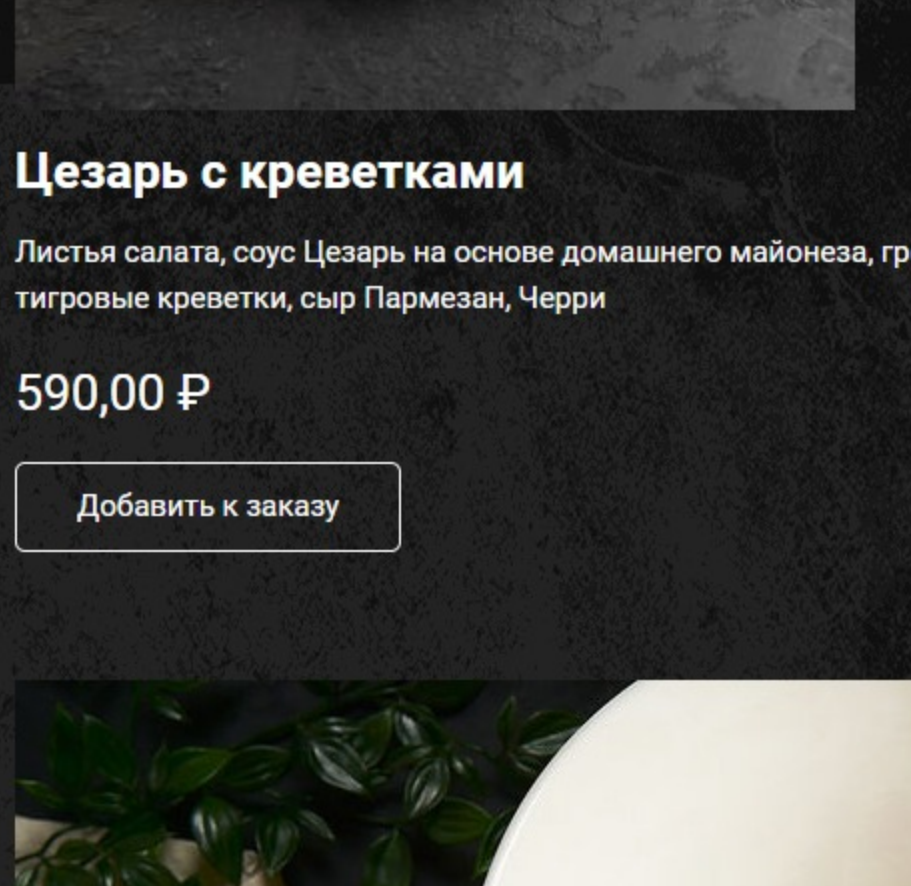 Цезарь с креветками
Листья салата, соус Цезарь на основе домашнего майонеза,
тигровые креветки, сыр Пармезан, Черри
590,00 ₽
Добавить к заказу